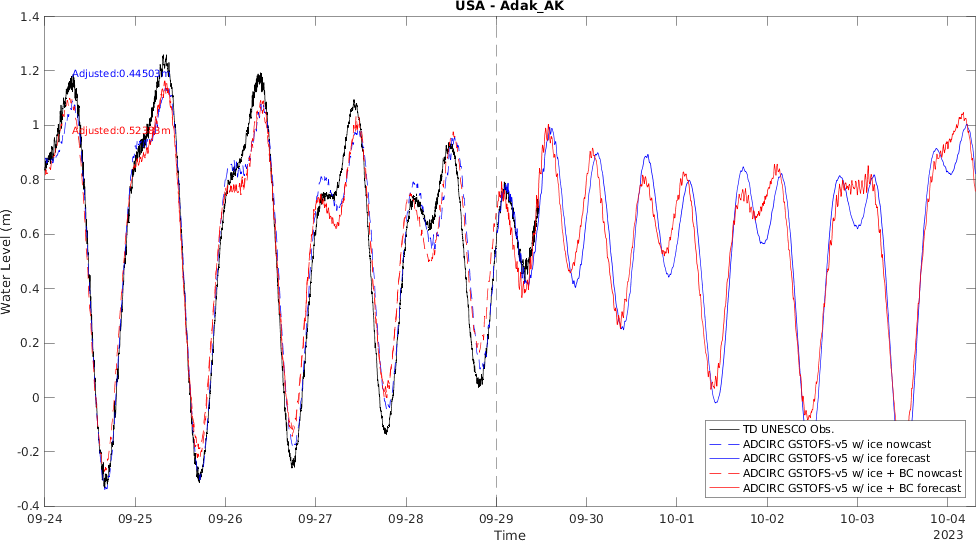 USA - Adak_AK
1.4
1.2
1
0.8
0.6
0.4
0.2
0
-0.2
-0.4
Water Level (m)
Adjusted:0.44503m
TD UNESCO Obs.
ADCIRC GSTOFS-v5 w/ ice nowcast
ADCIRC GSTOFS-v5 w/ ice forecast
ADCIRC GSTOFS-v5 w/ ice + BC nowcast
ADCIRC GSTOFS-v5 w/ ice + BC forecast
09-24
09-25
09-26
09-27
09-28
09-29
09-30
10-01
10-02
10-03
10-04
Time
2023